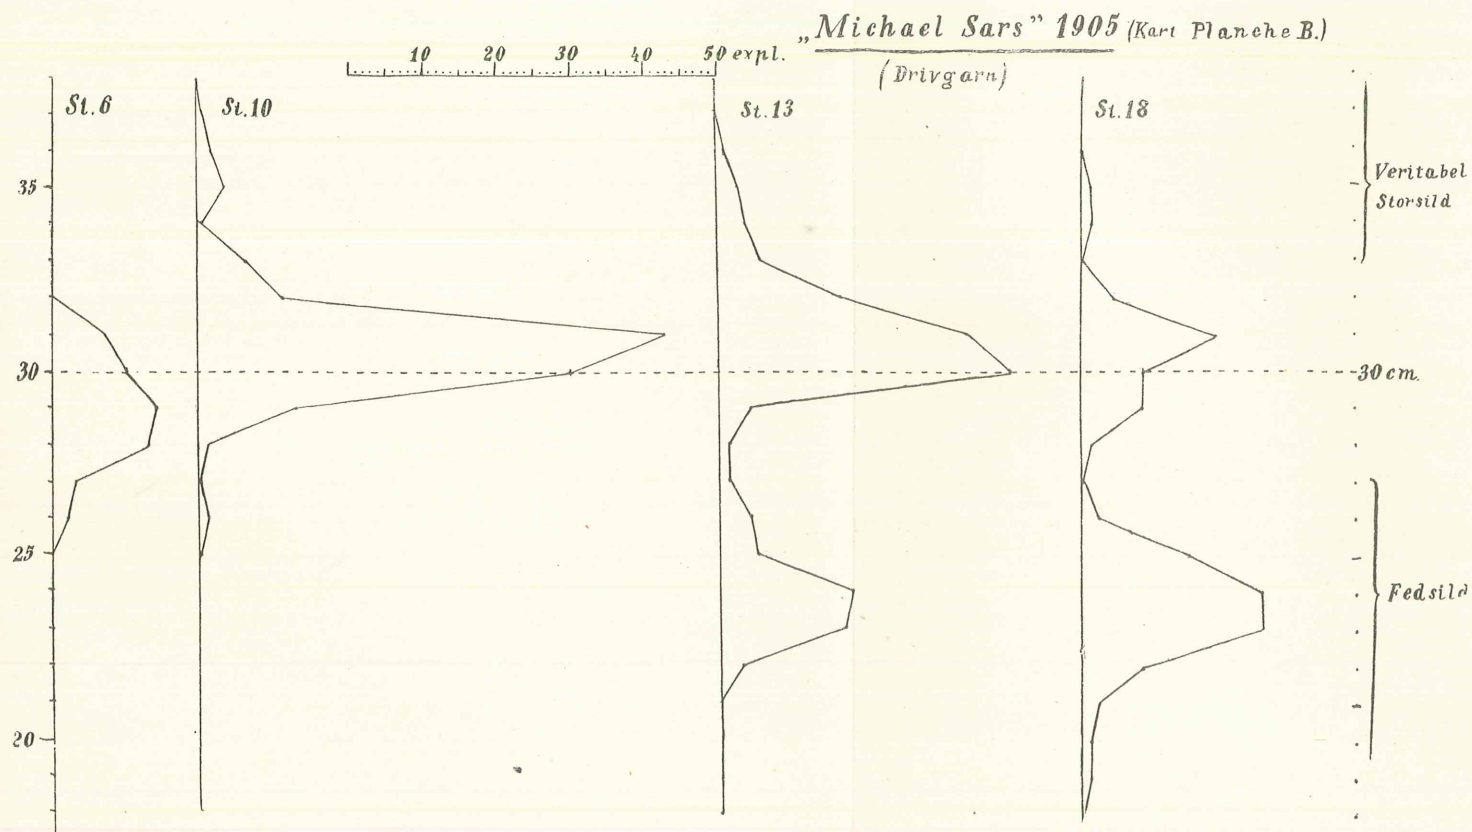 „Michael Sars” 1905 (Kart Planche B.)
(Drivgarn)
10 20 30 40 50 expl.
St.6 St.10 St.13 St.18
35
Veritabel
Storsild
30 30 cm.
25
Fedsild
20